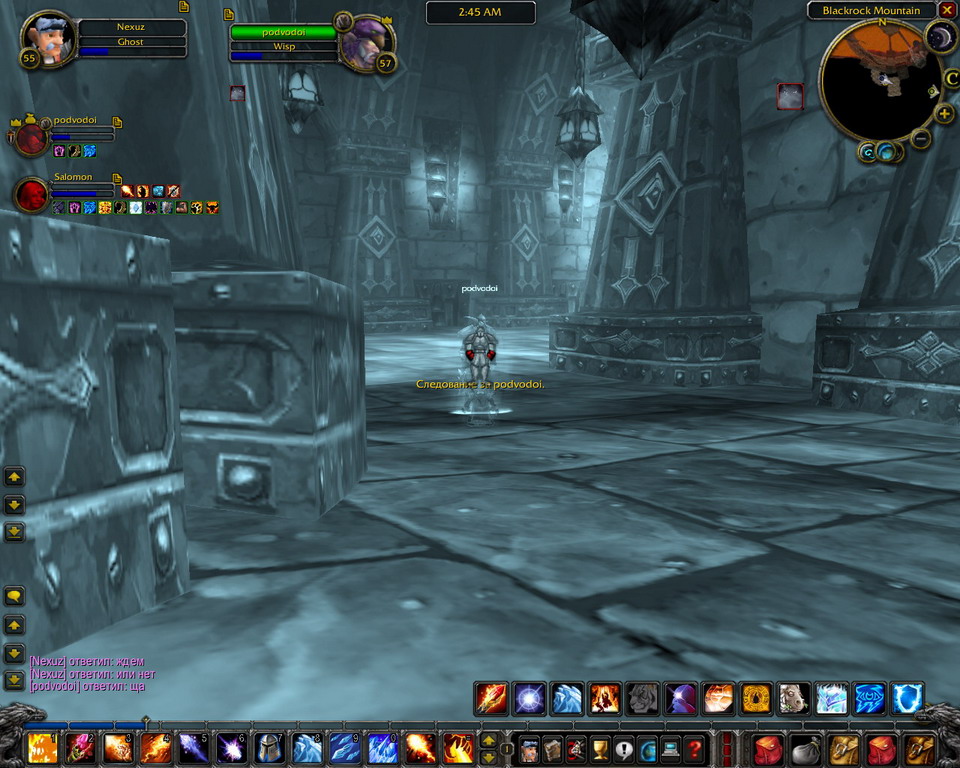 Nexuz
Ghost
55
podvodoi
Wisp
57
2:45 AM
Blackrock Mountain
N
podvodoi
Salomon
podvodoi
Следование за podvodoi.
[Nexuz] ответил: ждем
[Nexuz] ответил: или нет
[podvodoi] ответил: ща